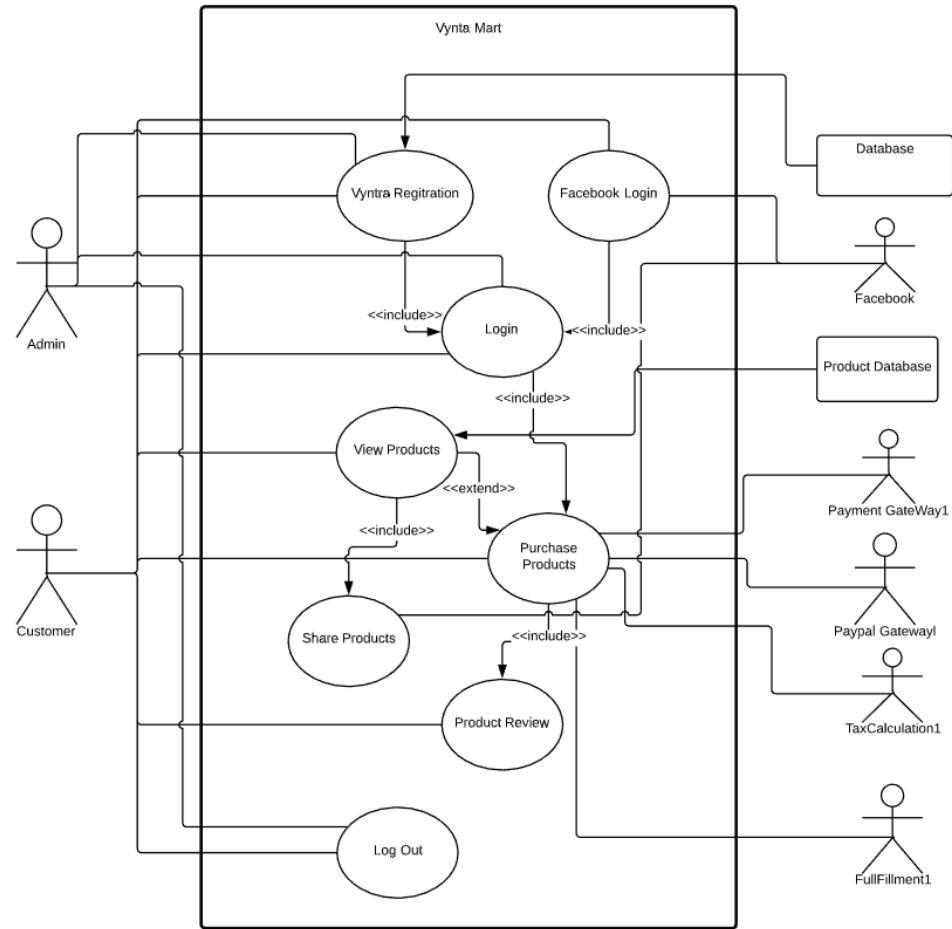 Vynta Mart
Database
Vyntra Regitration
Facebook Login
Facebook
Admin
<<include>>
Login
<<include>>
Product Database
<<include>>
View Products
<<extend>>
Payment GateWay1
<<include>>
Purchase
Products
Customer
Share Products
<<include>>
Paypal Gatewayl
Product Review
TaxCalculation1
Log Out
FullFillment1